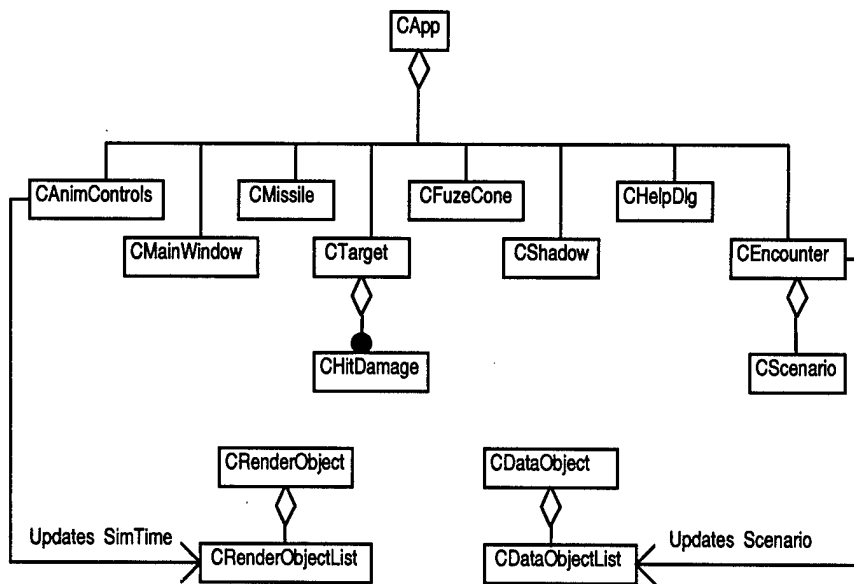 CApp
CAnimControls
CMissile
CFuzeCone
CHelpDlg
CMainWindow
CTarget
CShadow
CEncounter
CHitDamage
CScenario
CRenderObject
CDataObject
Updates SimTime
CRenderObjectList
CDataObjectList
Updates Scenario